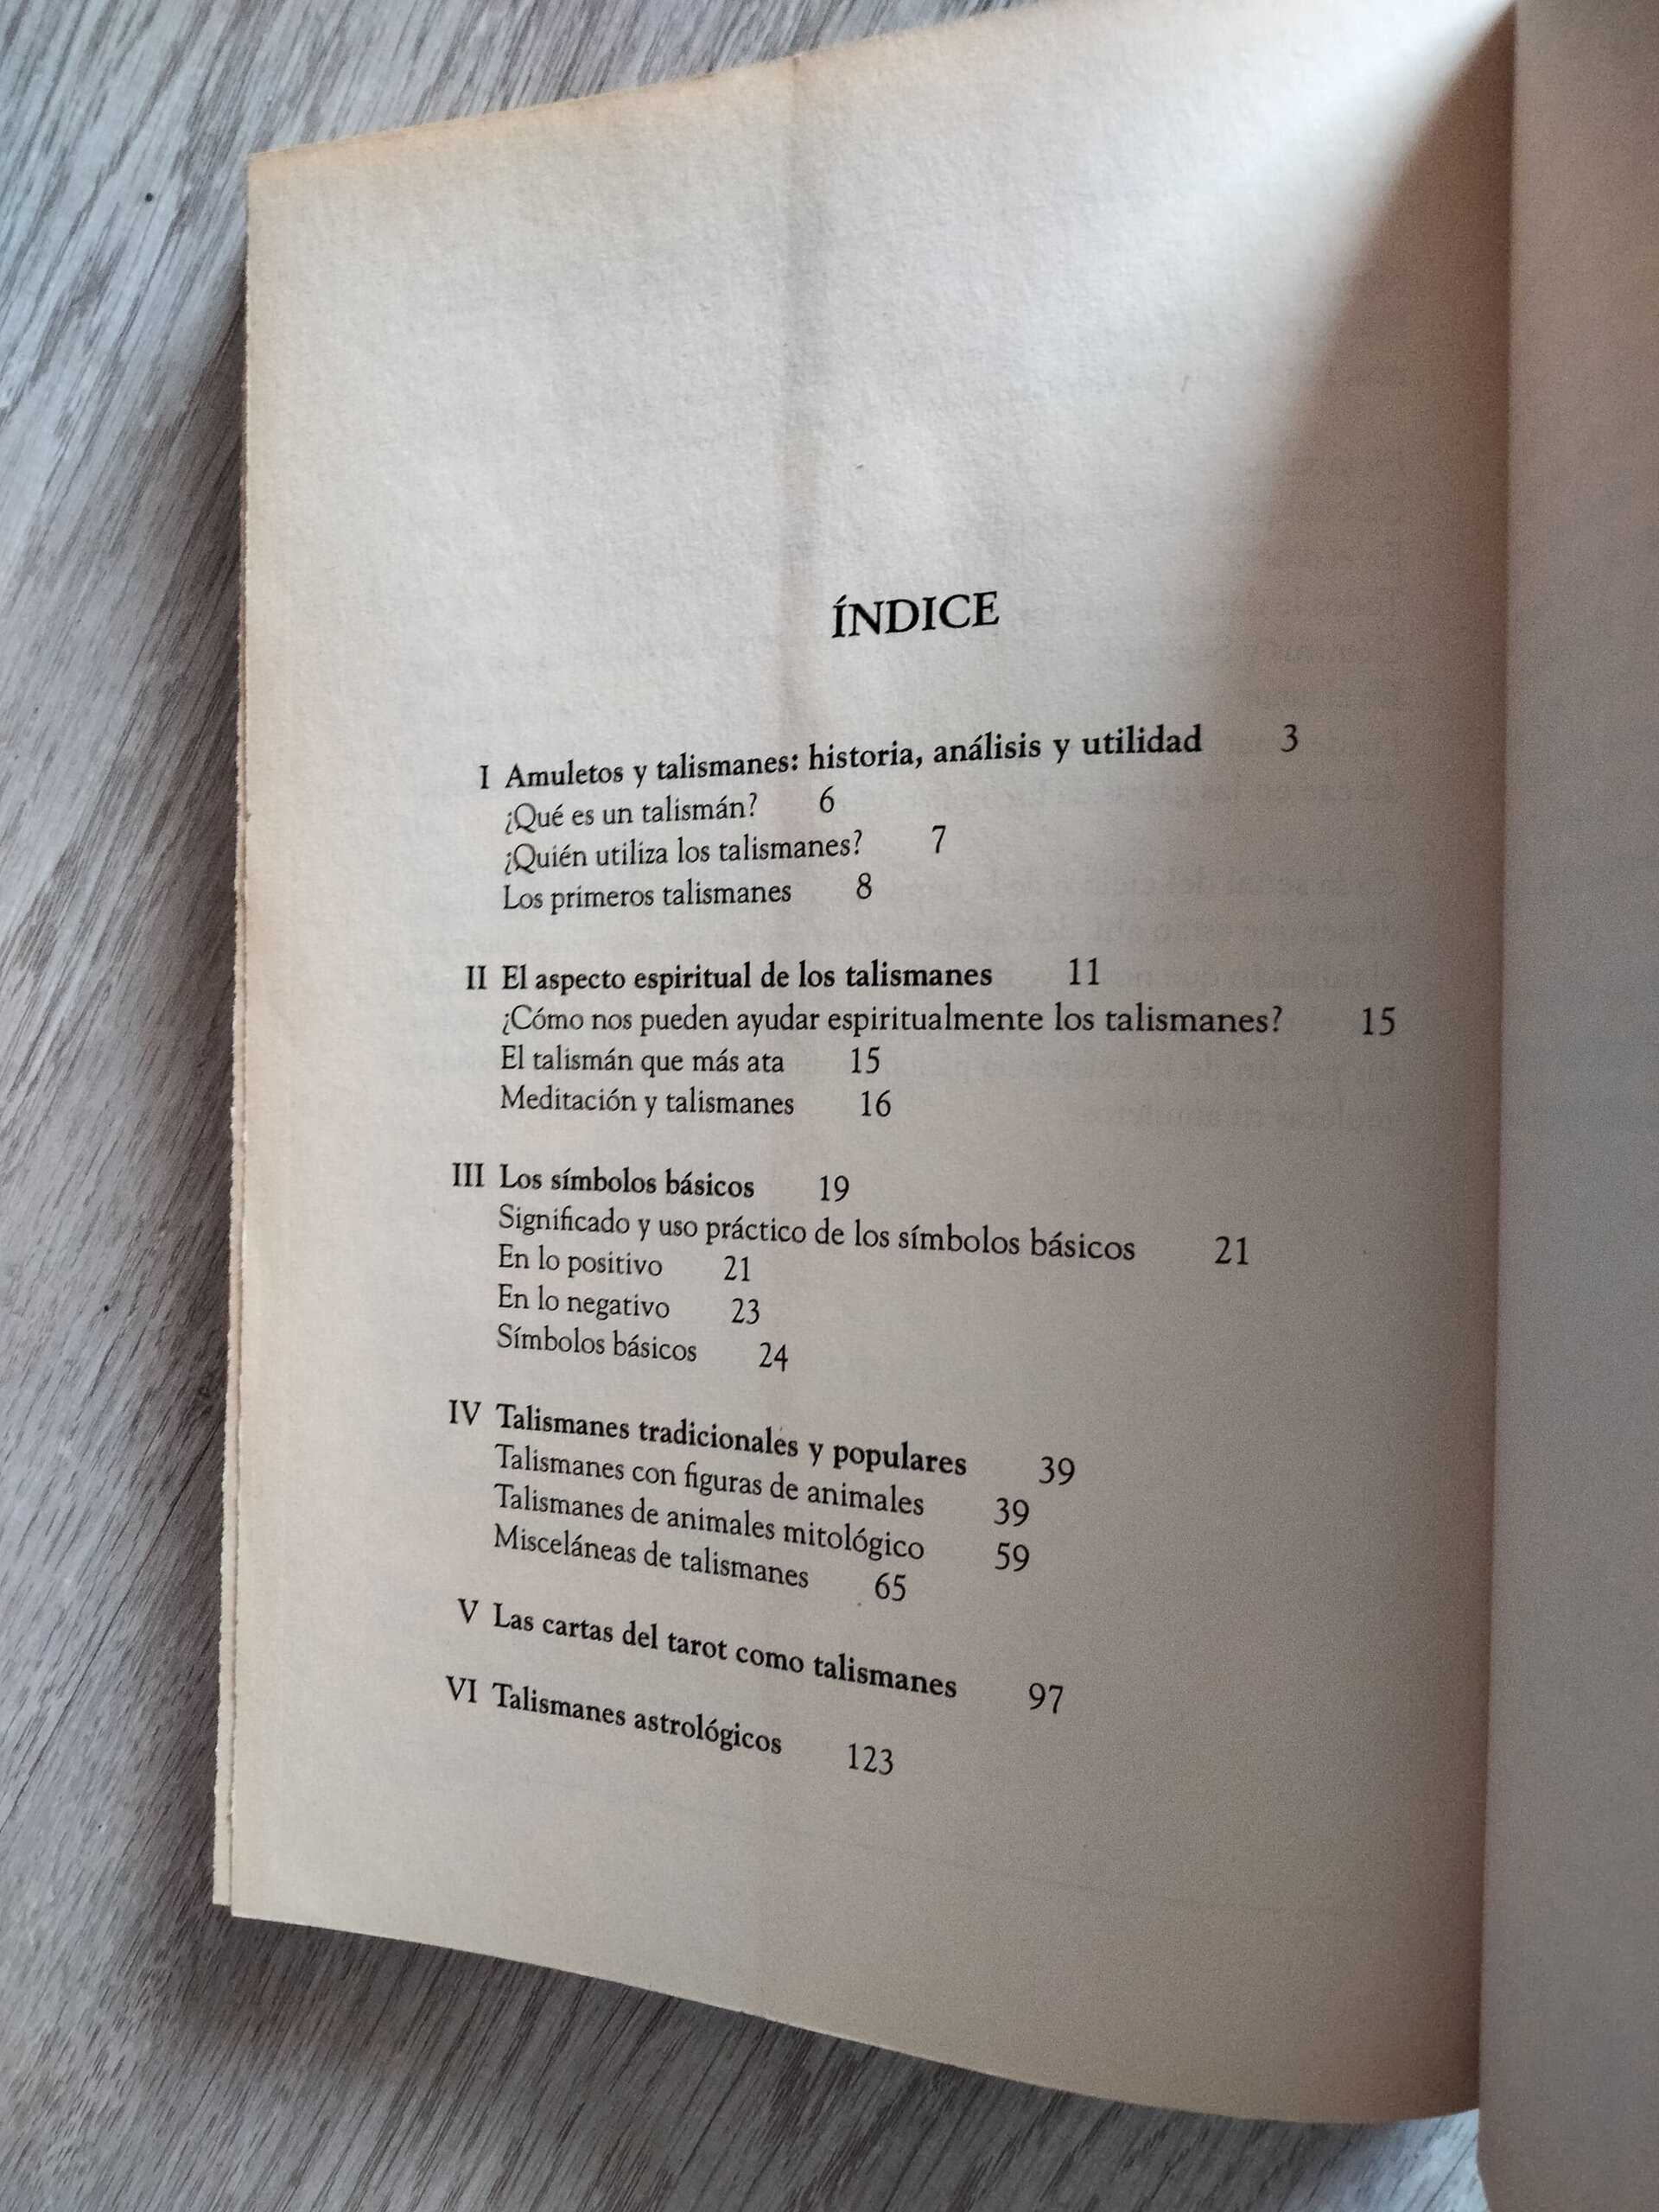 ÍNDICE
I Amuletos y talismanes: historia, análisis y utilidad 3
¿Qué es un talismán? 6
¿Quién utiliza los talismanes? 7
Los primeros talismanes 8
II El aspecto espiritual de los talismanes 11
¿Cómo nos pueden ayudar espiritualmente los talismanes? 15
El talismán que más ata 15
Meditación y talismanes 16
III Los símbolos básicos 19
Significado y uso práctico de los símbolos básicos 21
En lo positivo 21
En lo negativo 23
Símbolos básicos 24
IV Talismanes tradicionales y populares 39
Talismanes con figuras de animales 39
Talismanes de animales mitológico 59
Misceláneas de talismanes 65
V Las cartas del tarot como talismanes 97
VI Talismanes astrológicos 123